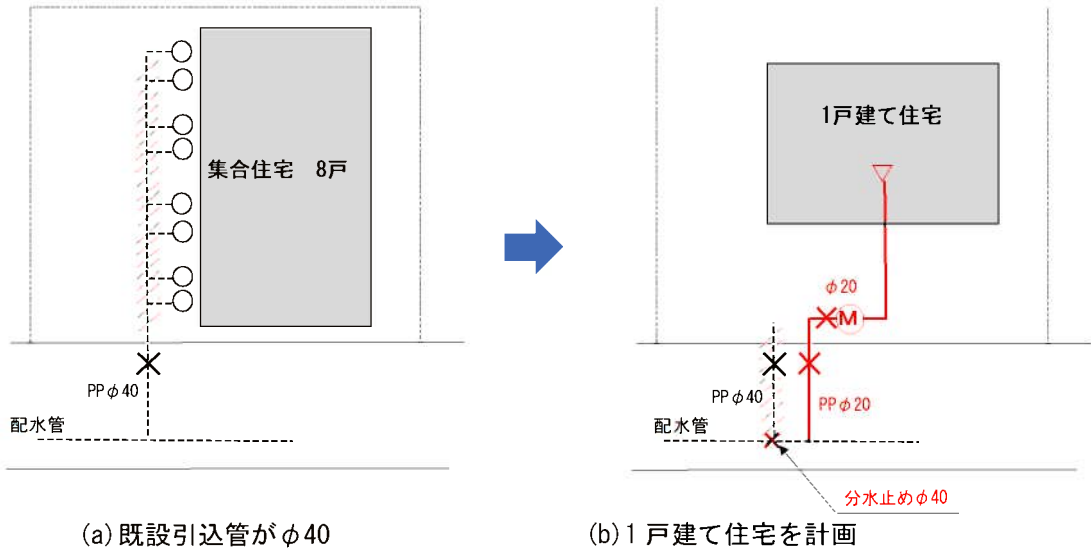 集合住宅 8戸
PPφ40
配水管
(a)既設引込管がφ40
1戸建て住宅
φ20
M
PPφ40
PPφ20
配水管
分水止めφ40
(b)1戸建て住宅を計画